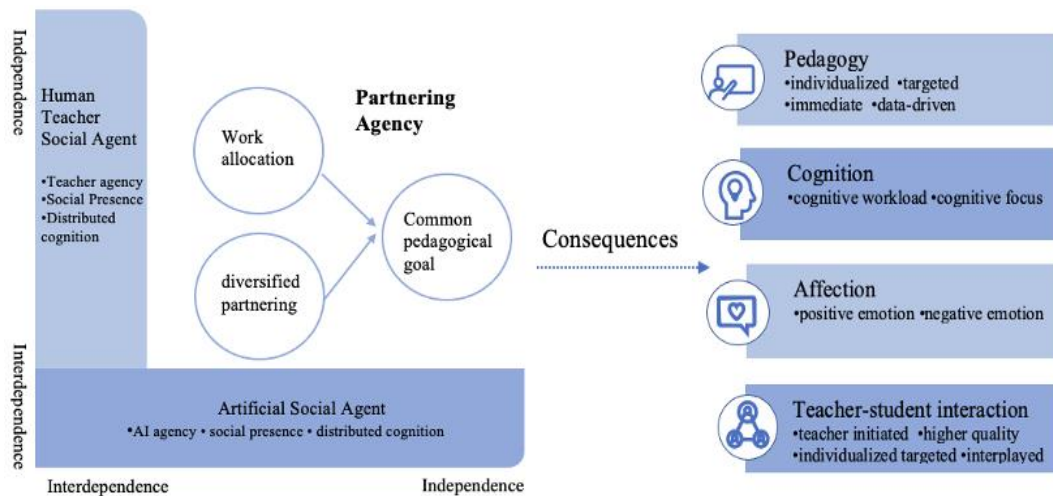 Independence
Interdependence
Human
Teacher
Social Agent
•Teacher agency
•Social Presence
•Distributed
cognition
Partnering
Agency
Work
allocation
diversified
partnering
Common
pedagogical
goal
Artificial Social Agent
•AI agency • social presence • distributed cognition
Interdependence
Independence
Consequences
Pedagogy
•individualized •targeted
•immediate •data-driven
Cognition
•cognitive workload •cognitive focus
Affection
•positive emotion •negative emotion
Teacher-student interaction
•teacher initiated •higher quality
•individualized targeted •interplayed